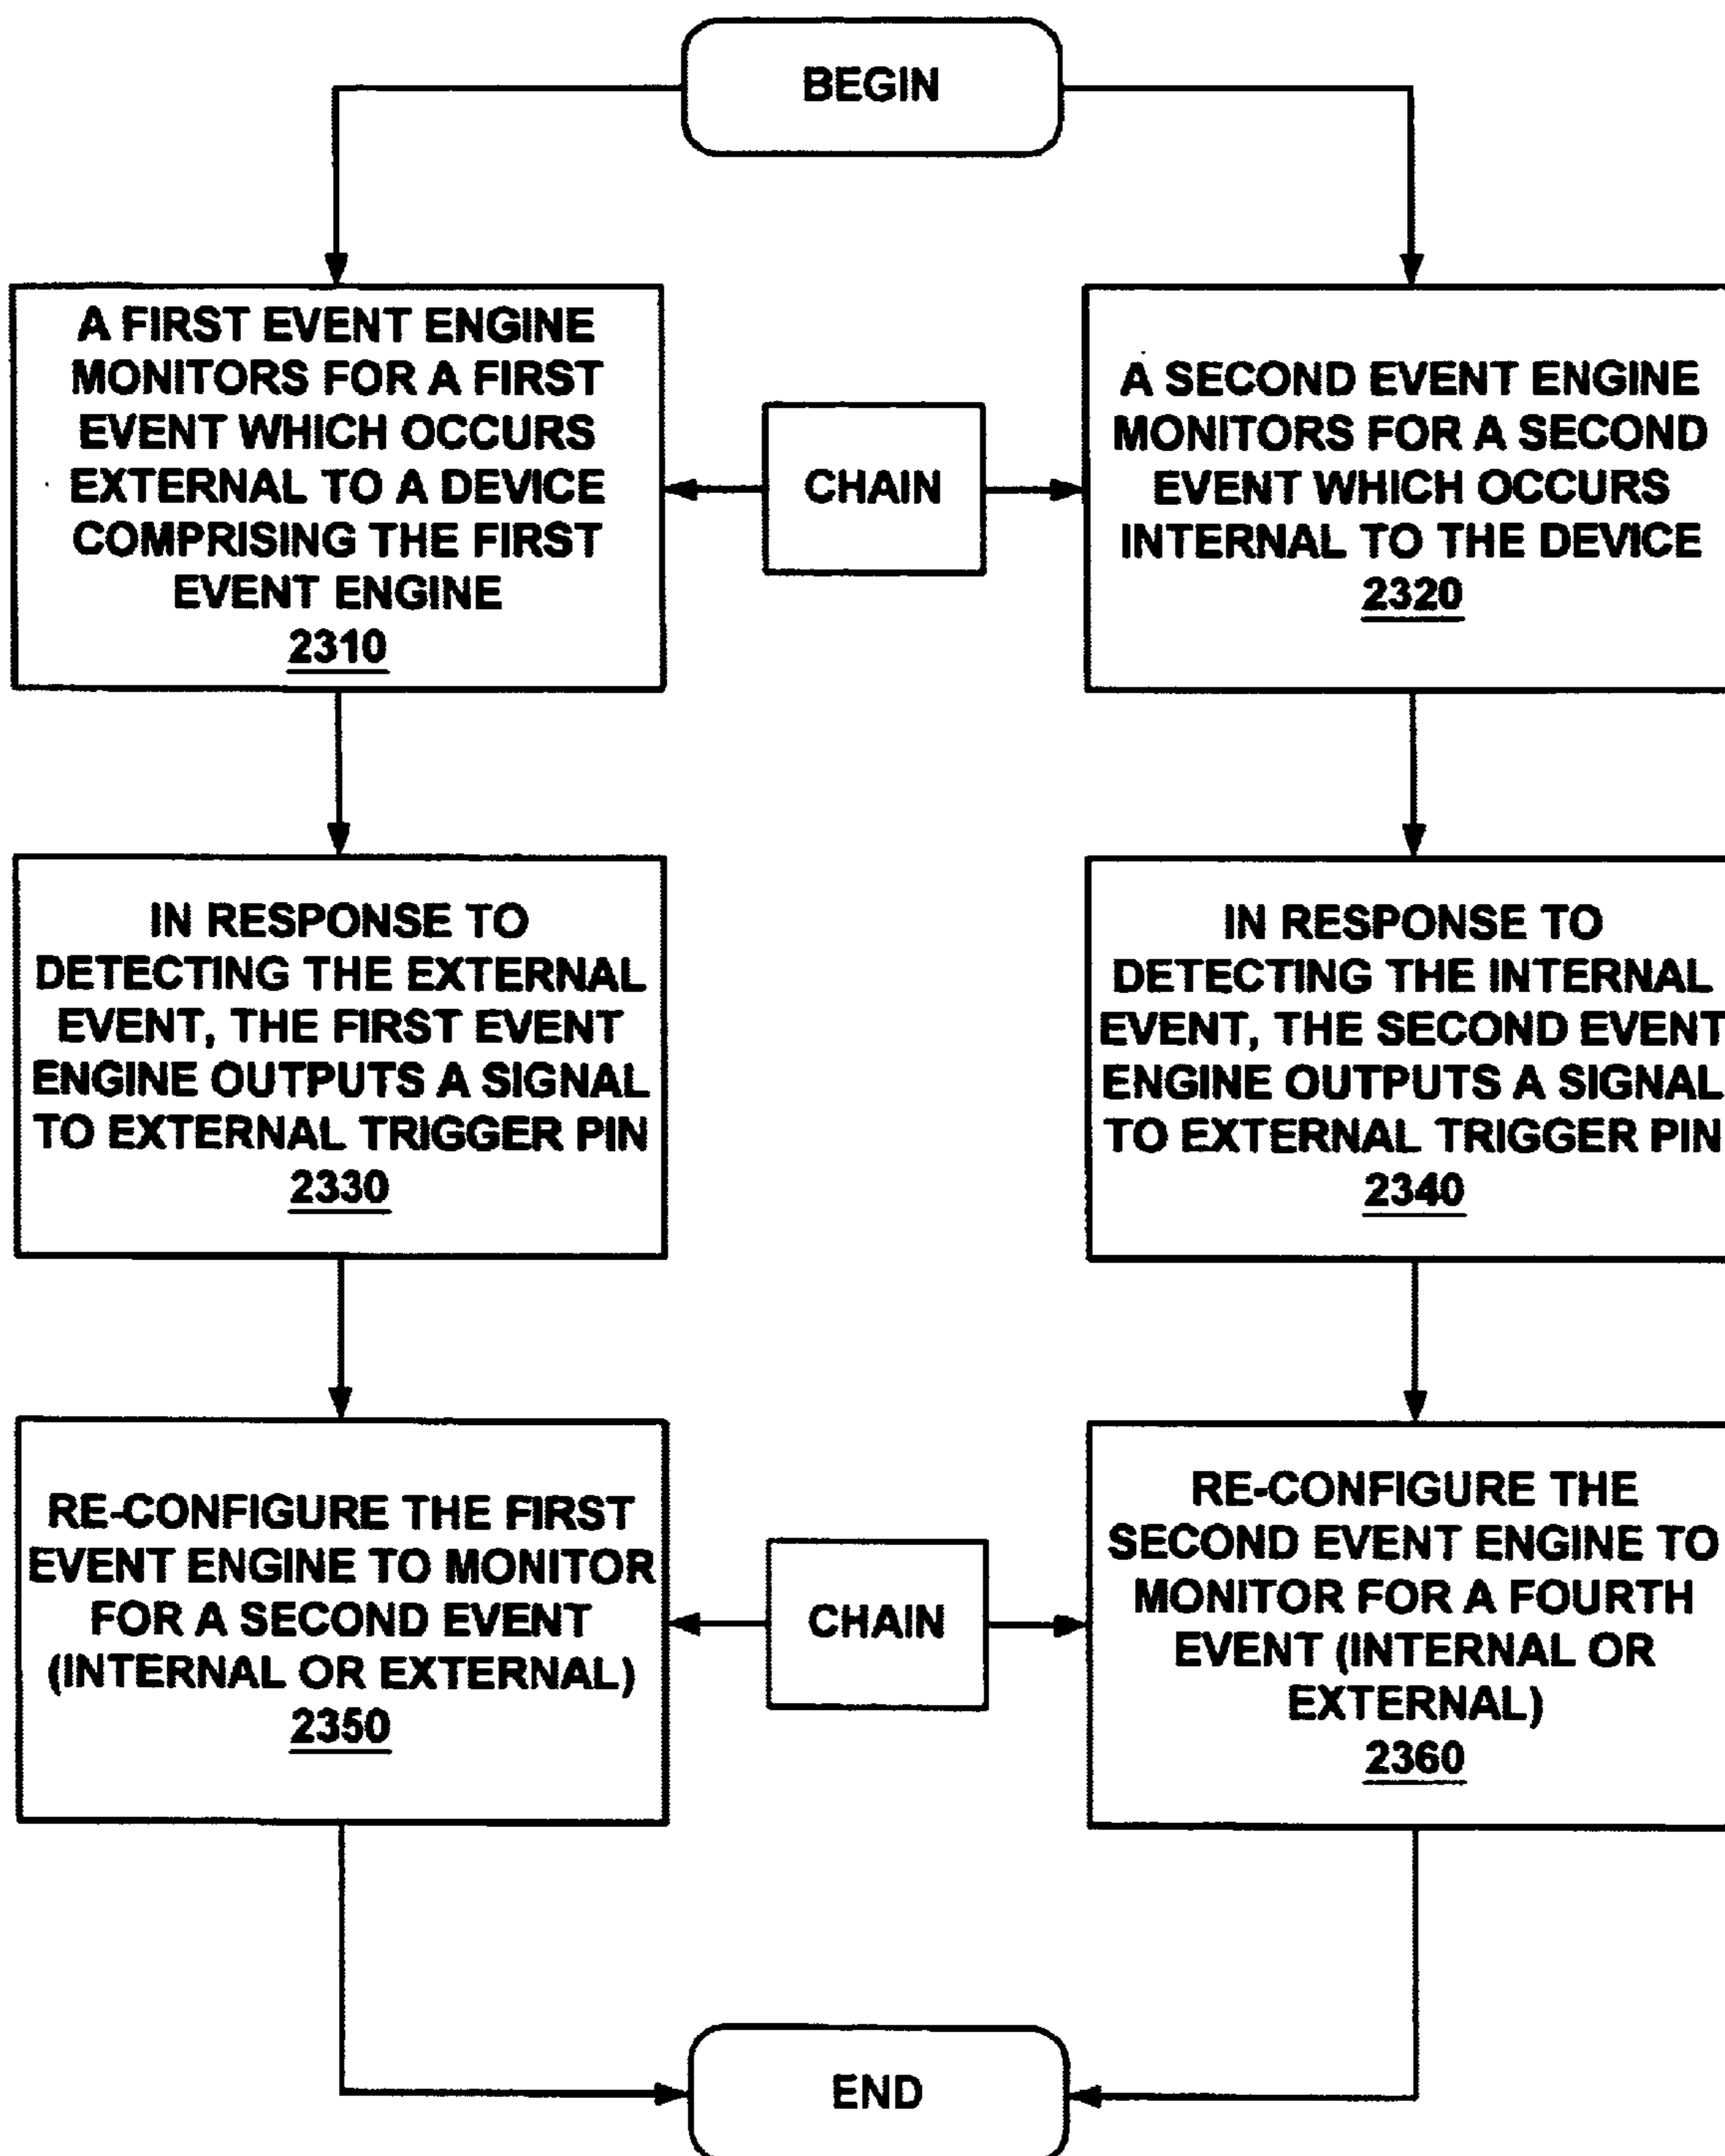 BEGIN
A FIRST EVENT ENGINE
MONITORS FOR A FIRST
EVENT WHICH OCCURS
EXTERNAL TO A DEVICE
COMPRISING THE FIRST
EVENT ENGINE
2310
CHAIN
A SECOND EVENT ENGINE
MONITORS FOR A SECOND
EVENT WHICH OCCURS
INTERNAL TO THE DEVICE
2320
IN RESPONSE TO
DETECTING THE EXTERNAL
EVENT, THE FIRST EVENT
ENGINE OUTPUTS A SIGNAL
TO EXTERNAL TRIGGER PIN
2330
IN RESPONSE TO
DETECTING THE INTERNAL
EVENT, THE SECOND EVENT
ENGINE OUTPUTS A SIGNAL
TO EXTERNAL TRIGGER PIN
2340
RE-CONFIGURE THE FIRST
EVENT ENGINE TO MONITOR
FOR A SECOND EVENT
(INTERNAL OR EXTERNAL)
2350
CHAIN
RE-CONFIGURE THE
SECOND EVENT ENGINE TO
MONITOR FOR A FOURTH
EVENT (INTERNAL OR
EXTERNAL)
2360
END